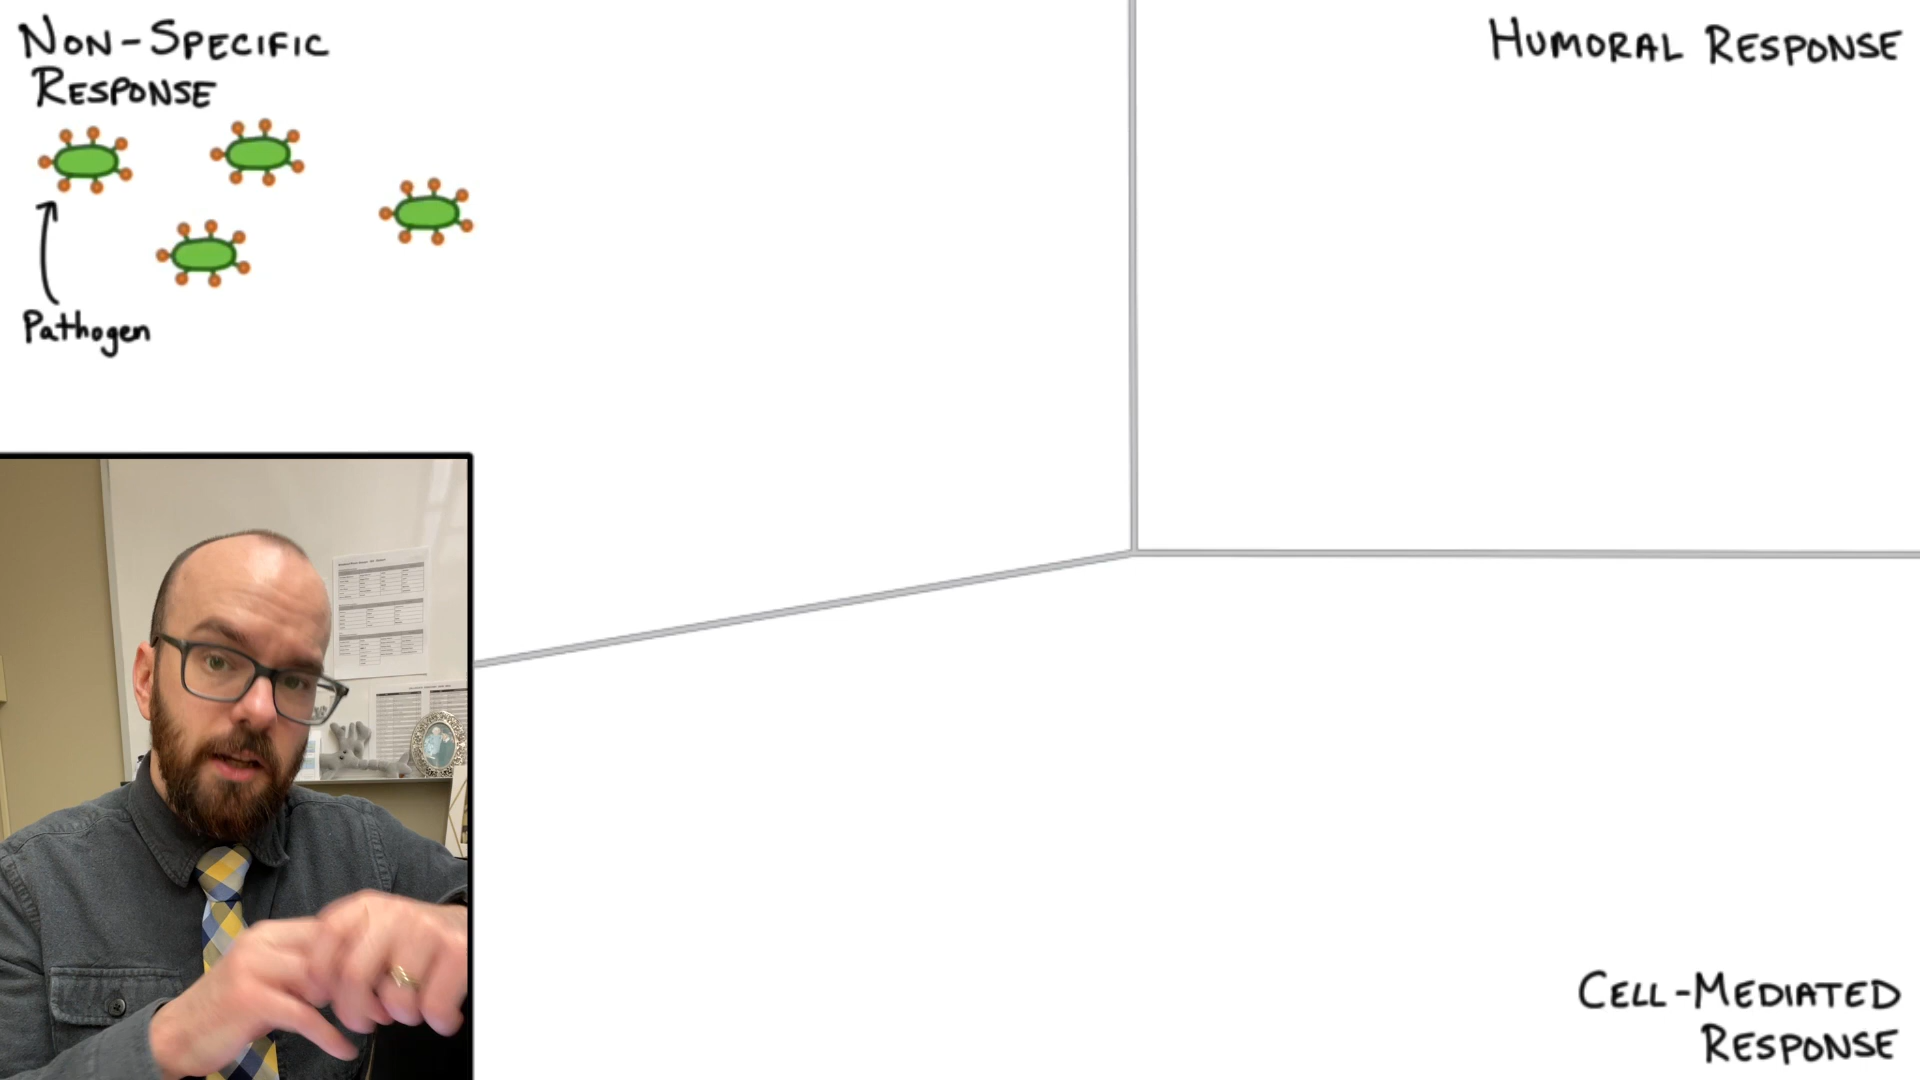 Non-Specific
Response
Pathogen
Humoral Response
Cell-Mediated
Response